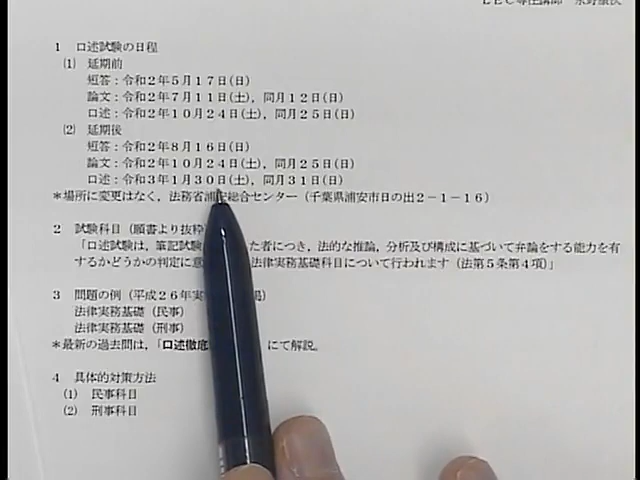 LEC専任講師
1 口述試験の日程
(1) 延期前
短答：令和2年5月17日(日)
論文：令和2年7月11日(土)，同月12日(日)
口述：令和2年10月24日(土)，同月25日(日)
(2) 延期後
短答：令和2年8月16日(日)
論文：令和2年10月24日(土)，同月25日(日)
口述：令和3年1月30日(土)，同月31日(日)
＊場所に変更はなく，法務省浦安総合センター（千葉県浦安市日の出2－1－16）
2 試験科目（願書より抜粋
「口述試験は，筆記試験 た者につき，法的な推論，分析及び構成に基づいて弁論をする能力を有
するかどうかの判定に意 法律実務基礎科目について行われます（法第5条第4項）」
3 問題の例（平成26年実
法律実務基礎（民事）
法律実務基礎（刑事）
＊最新の過去問は，「口述徹底 にて解説。
4 具体的対策方法
(1) 民事科目
(2) 刑事科目